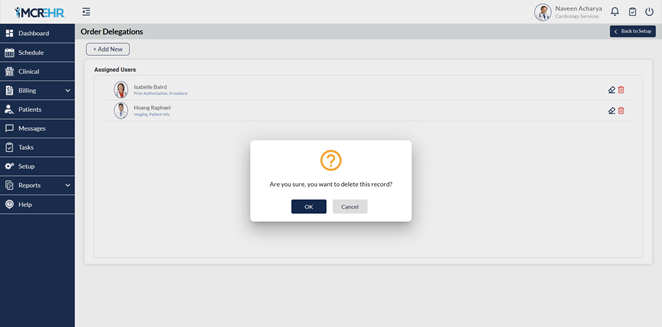 MCREHR
Naveen Acharya
Cardiology Services
Dashboard
Schedule
Clinical
Billing
Patients
Messages
Tasks
Setup
Reports
Help
Order Delegations
Back to Setup
+ Add New
Assigned Users
Isabelle Baird
Prior Authorization, Procedure
Hoang Raphael
Imaging, Patient Info
Are you sure, you want to delete this record?
OK
Cancel